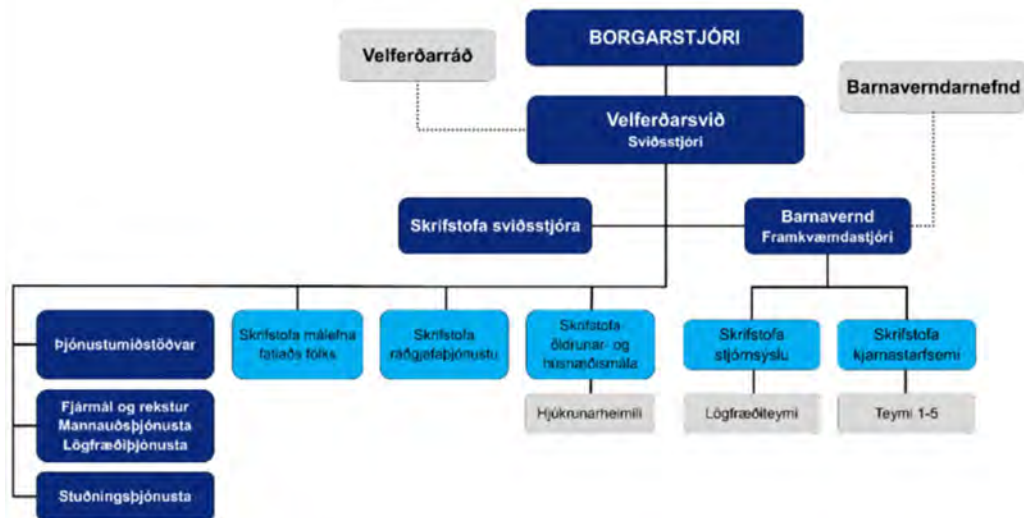 BORGARSTJÓRI
Velferðarráð
Barnaverndarnefnd
Velferðarsvið
Sviðsstjóri
Skrifstofa sviðsstjóra
Barnavernd
Framkvæmdastjóri
Þjónustumiðstöðvar
Skrifstofa málefna
fatlaðs fólks
Skrifstofa
ráðgjafaþjónustu
Skrifstofa
öldrunar- og
húsnæðismála
Skrifstofa
stjórnsýslu
Skrifstofa
kjarnastarfsemi
Hjúkrunarheimili
Lögfræðiteymi
Teymi 1-5
Fjármál og rekstur
Mannauðsþjónusta
Lögfræðiþjónusta
Stuðningsþjónusta